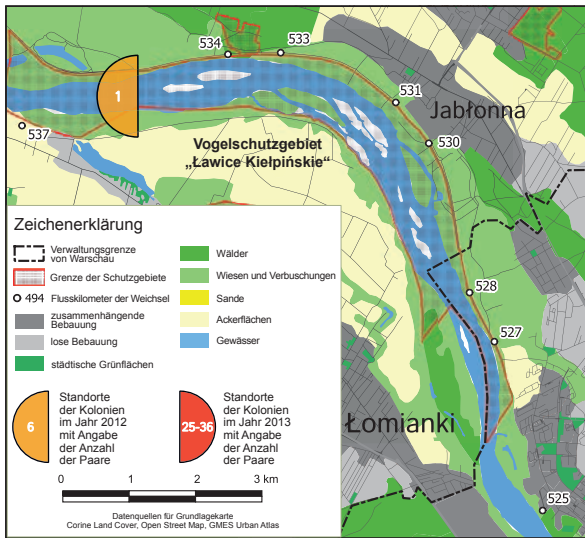 534
533
1
531
Jabłonna
537
530
Vogelschutzgebiet
„Ławice Kiełpińskie“
Zeichenerklärung
Verwaltungsgrenze
von Warschau
Grenze der Schutzgebiete
494 Flusskilometer der Weichsel
zusammenhängende
Bebauung
lose Bebauung
städtische Grünflächen
Wälder
Wiesen und Verbuschungen
Sande
Ackerflächen
Gewässer
528
527
6
Standorte
der Kolonien
im Jahr 2012
mit Angabe
der Anzahl
der Paare
25-36
Standorte
der Kolonien
im Jahr 2013
mit Angabe
der Anzahl
der Paare
Łomianki
0 1 2 3 km
525
Datenquellen für Grundlagekarte
Corine Land Cover, Open Street Map, GMES Urban Atlas